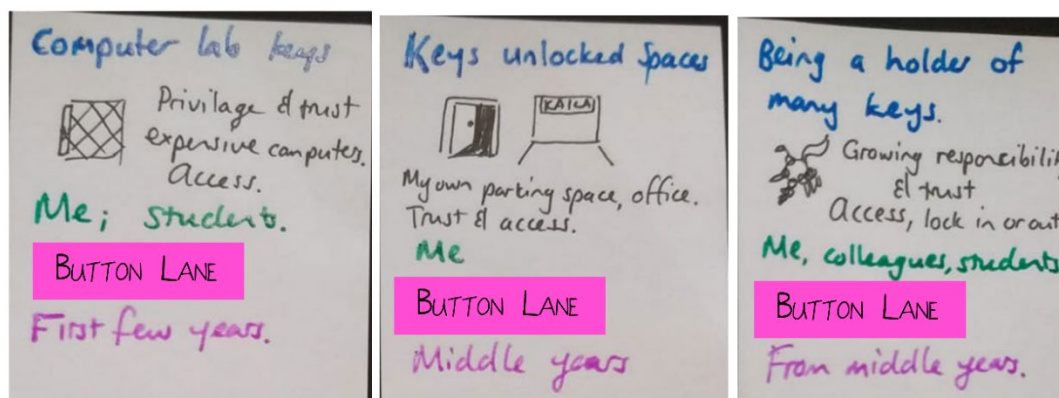 Computer lab keys
Privilage & trust
expensive computers.
Access.
Me; students.
BUTTON LANE
First few years.
Keys unlocked spaces
KAILA
My own parking space, office.
Trust & access.
Me
BUTTON LANE
Middle years
Being a holder of
many keys.
Growing responcibility
& trust
Access, lock in or out
Me, colleagues, students
BUTTON LANE
From middle years.